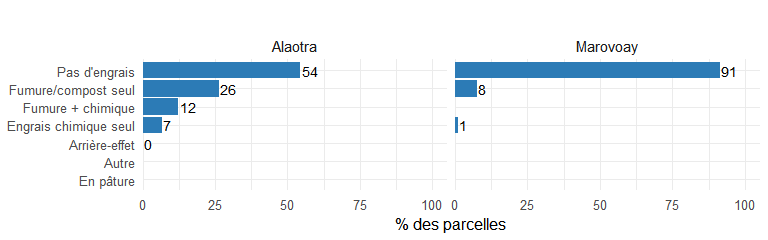 Alaotra Marovoay
Pas d'engrais 54 91
Fumure/compost seul 26 8
Fumure + chimique 12
Engrais chimique seul 7 1
Arrière-effet 0
Autre
En pâture
0 25 50 75 100 0 25 50 75 100
% des parcelles